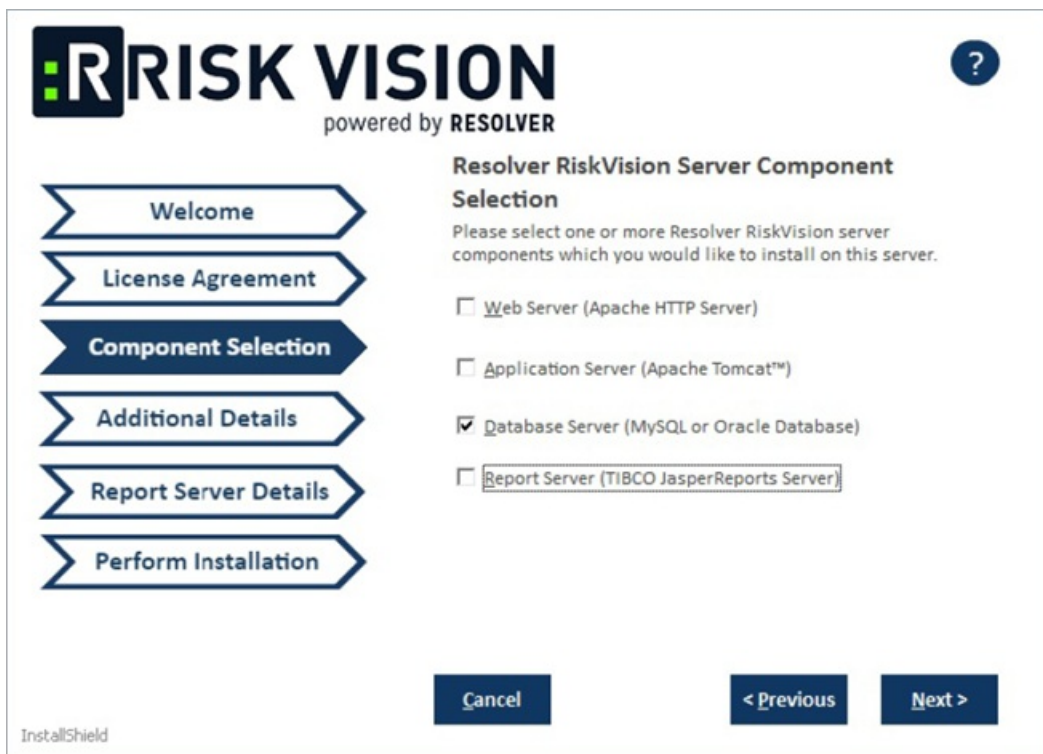 :R RISK VISION
powered by RESOLVER
?
Welcome
License Agreement
Component Selection
Additional Details
Report Server Details
Perform Installation
Resolver RiskVision Server Component
Selection
Please select one or more Resolver RiskVision server
components which you would like to install on this server.
Web Server (Apache HTTP Server)
Application Server (Apache Tomcat™)
Database Server (MySQL or Oracle Database)
Report Server (TIBCO JasperReports Server)
Cancel
< Previous
Next >
InstallShield